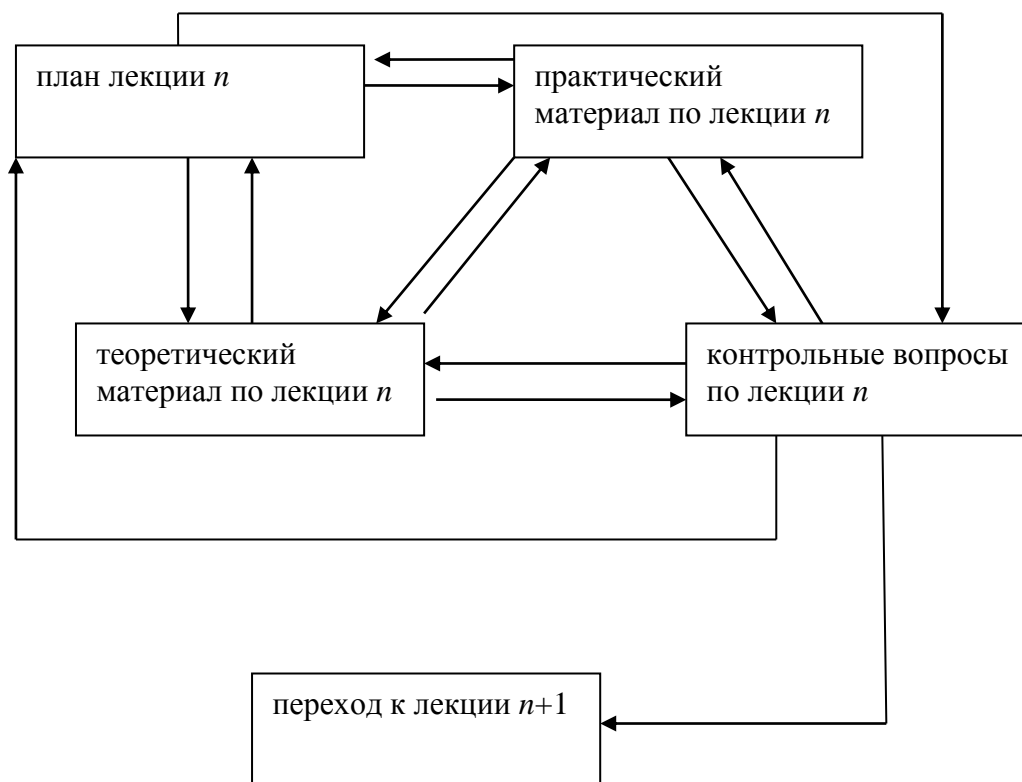 план лекции n
практический
материал по лекции n
теоретический
материал по лекции n
контрольные вопросы
по лекции n
переход к лекции n+1